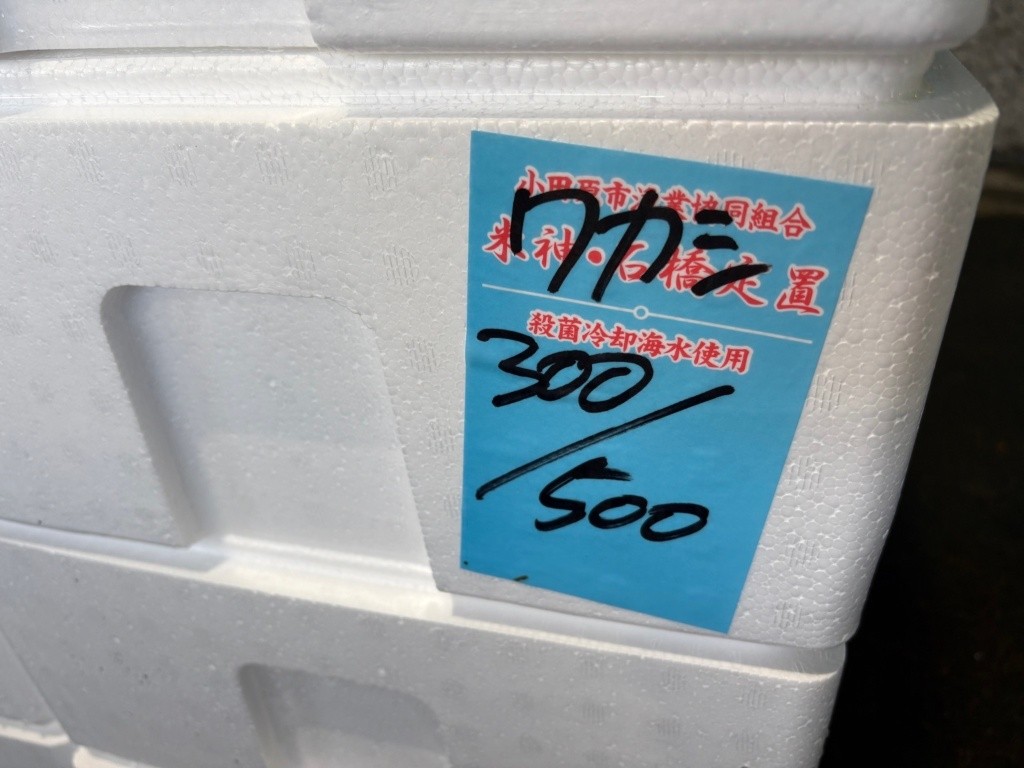 小田原市漁業協同組合
ワカシ
米神・石橋定置
殺菌冷却海水使用
300/500